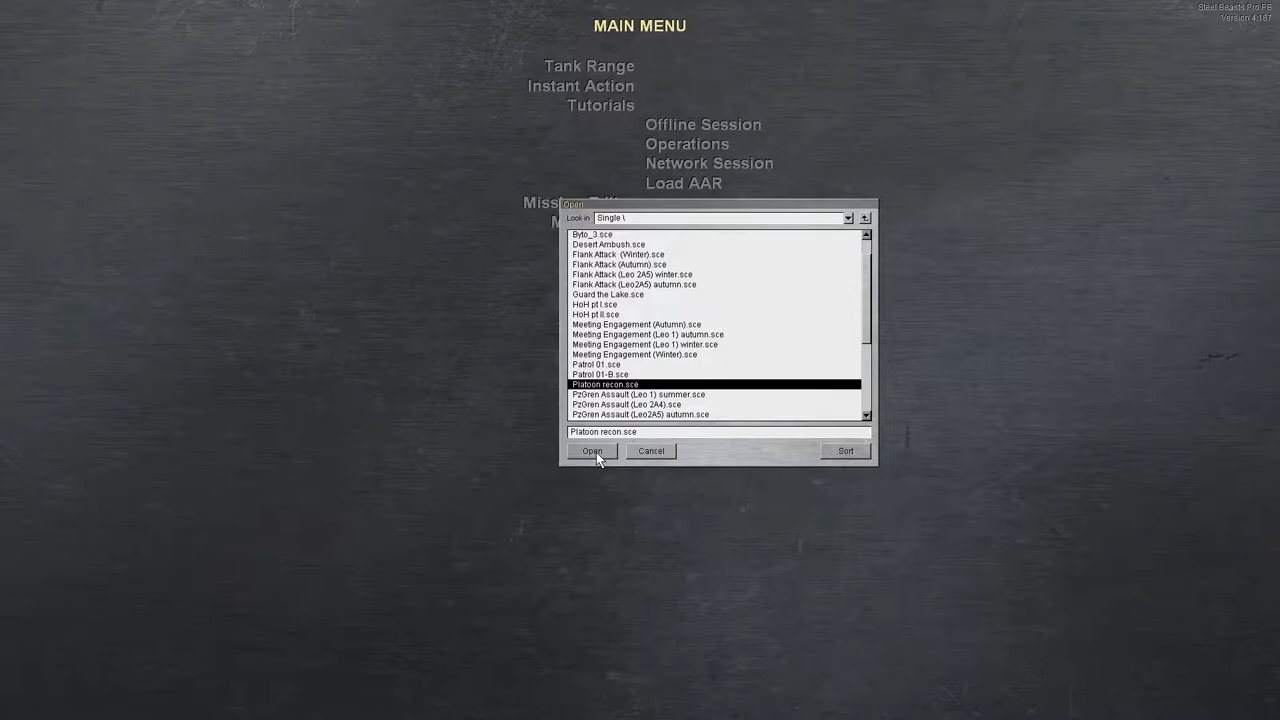 Steel Beasts Pro PE
Version 4.167
MAIN MENU
Tank Range
Instant Action
Tutorials
Offline Session
Operations
Network Session
Load AAR
Open
Look in Single \
Byto_3.sce
Desert Ambush.sce
Flank Attack (Winter).sce
Flank Attack (Autumn).sce
Flank Attack (Leo 2A5) winter.sce
Flank Attack (Leo2A5) autumn.sce
Guard the Lake.sce
HoH pt I.sce
HoH pt II.sce
Meeting Engagement (Autumn).sce
Meeting Engagement (Leo 1) autumn.sce
Meeting Engagement (Leo 1) winter.sce
Meeting Engagement (Winter).sce
Patrol 01.sce
Patrol 01-B.sce
Platoon recon.sce
PzGren Assault (Leo 1) summer.sce
PzGren Assault (Leo 2A4).sce
PzGren Assault (Leo2A5) autumn.sce
Platoon recon.sce
Open Cancel Sort